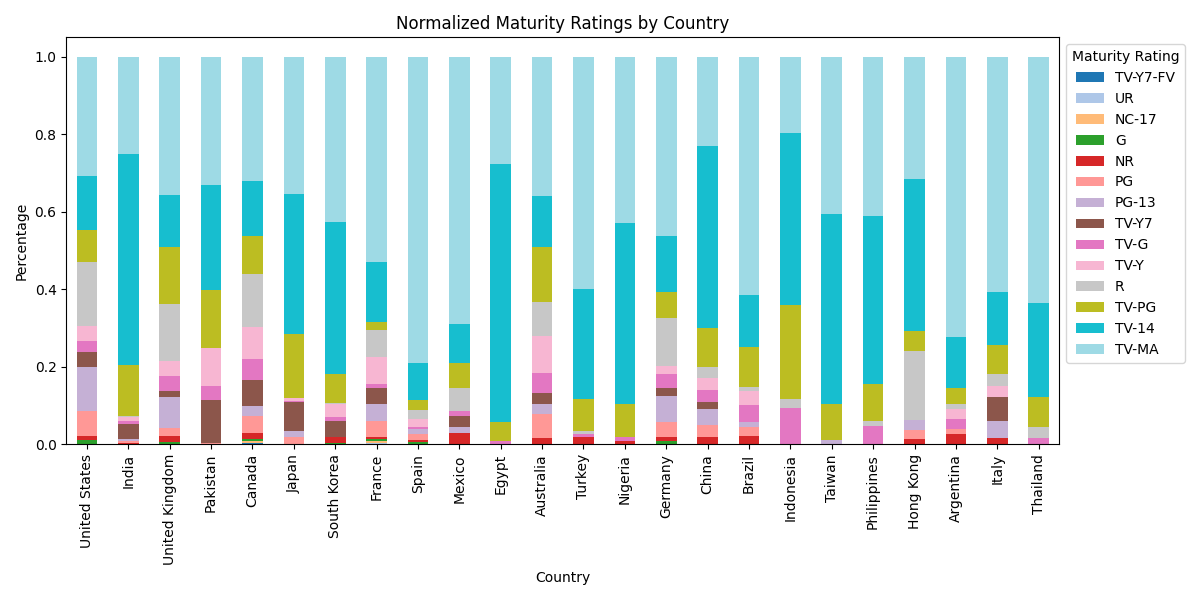 Normalized Maturity Ratings by Country
Percentage
1.0
0.8
0.6
0.4
0.2
0.0
United States
India
United Kingdom
Pakistan
Canada
Japan
South Korea
France
Spain
Mexico
Egypt
Australia
Turkey
Nigeria
Germany
China
Brazil
Indonesia
Taiwan
Philippines
Hong Kong
Argentina
Italy
Thailand
Country
Maturity Rating
TV-Y7-FV
UR
NC-17
G
NR
PG
PG-13
TV-Y7
TV-G
TV-Y
R
TV-PG
TV-14
TV-MA